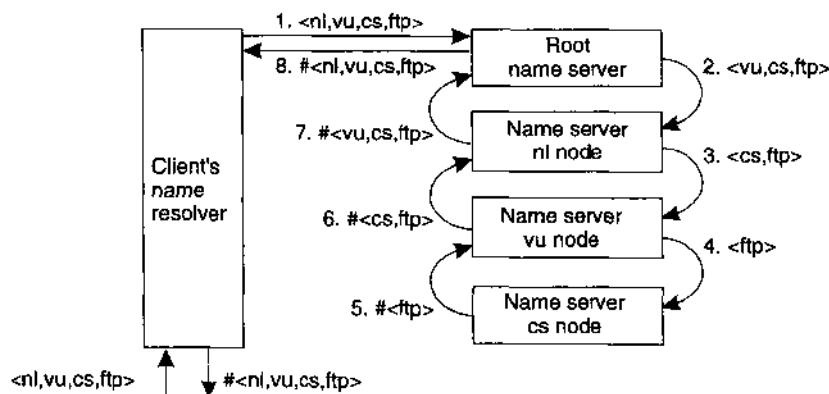 1. <nl,vu,cs,ftp>
8. #<nl,vu,cs,ftp>
Root
name server
2. <vu,cs,ftp>
7. #<vu,cs,ftp>
Name server
nl node
3. <cs,ftp>
Client's
name
resolver
6. #<cs,ftp>
Name server
vu node
4. <ftp>
5. #<ftp>
Name server
cs node
<nl,vu,cs,ftp>
#<nl,vu,cs,ftp>